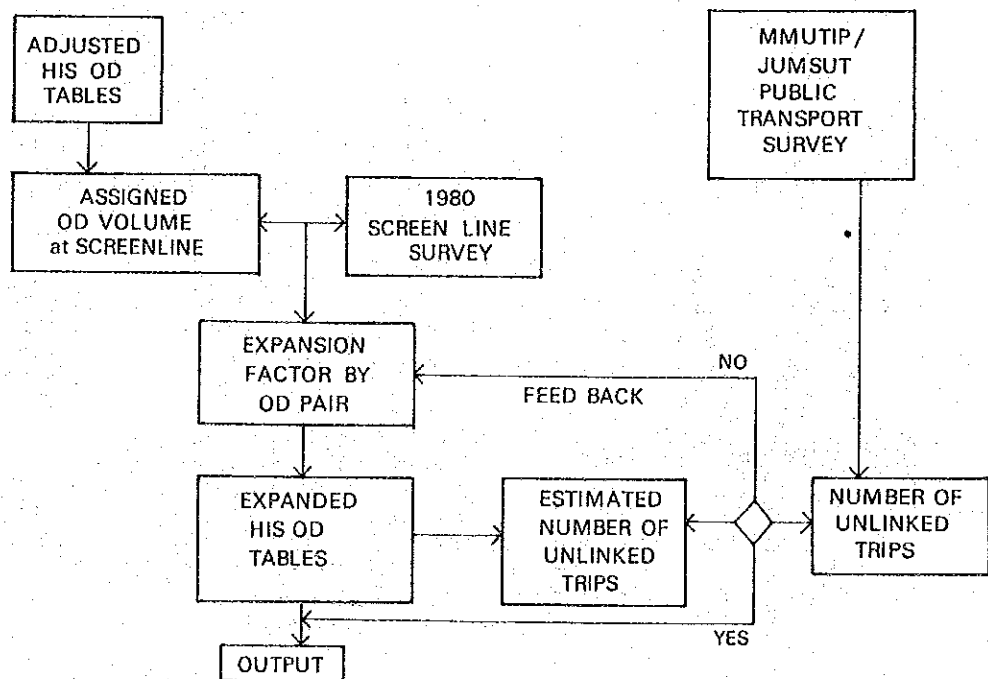 ADJUSTED
HIS OD
TABLES
MMUTIP/
JUMSUT
PUBLIC
TRANSPORT
SURVEY
ASSIGNED
OD VOLUME
at SCREENLINE
1980
SCREEN LINE
SURVEY
EXPANSION
FACTOR BY
OD PAIR
NO
FEED BACK
EXPANDED
HIS OD
TABLES
ESTIMATED
NUMBER OF
UNLINKED
TRIPS
NUMBER OF
UNLINKED
TRIPS
YES
OUTPUT